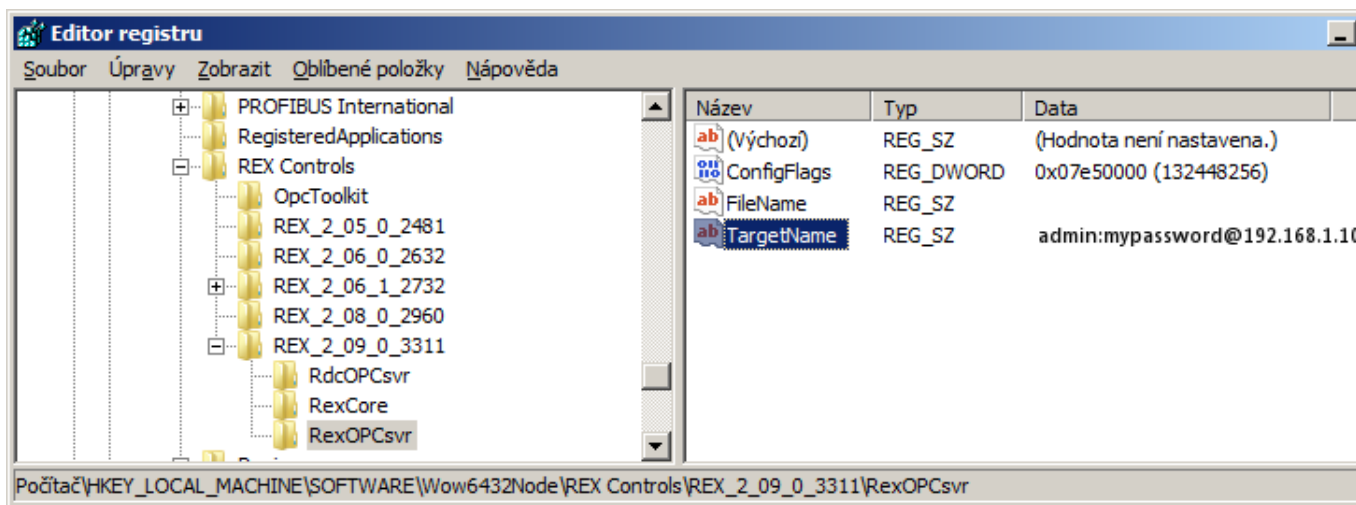 Editor registru
Soubor Úpravy Zobrazit Oblíbené položky Nápověda
PROFIBUS International
RegisteredApplications
REX Controls
OpcToolkit
REX_2_05_0_2481
REX_2_06_0_2632
REX_2_06_1_2732
REX_2_08_0_2960
REX_2_09_0_3311
RdcOPCsvr
RexCore
RexOPCsvr
Název Typ Data
(Výchozí) REG_SZ (Hodnota není nastavena.)
ConfigFlags REG_DWORD 0x07e50000 (132448256)
FileName REG_SZ
TargetName REG_SZ admin:mypassword@192.168.1.10
Počítač\HKEY_LOCAL_MACHINE\SOFTWARE\Wow6432Node\REX Controls\REX_2_09_0_3311\RexOPCsvr